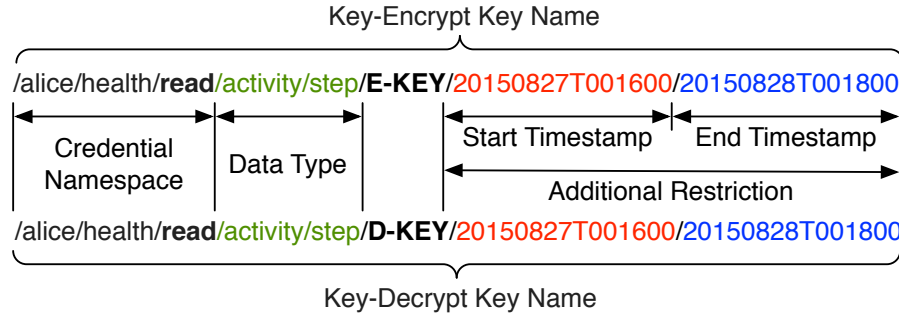 Key-Encrypt Key Name
/alice/health/read/activity/step/E-KEY/20150827T001600/20150828T001800
Credential Namespace
Data Type
Start Timestamp
End Timestamp
Additional Restriction
/alice/health/read/activity/step/D-KEY/20150827T001600/20150828T001800
Key-Decrypt Key Name